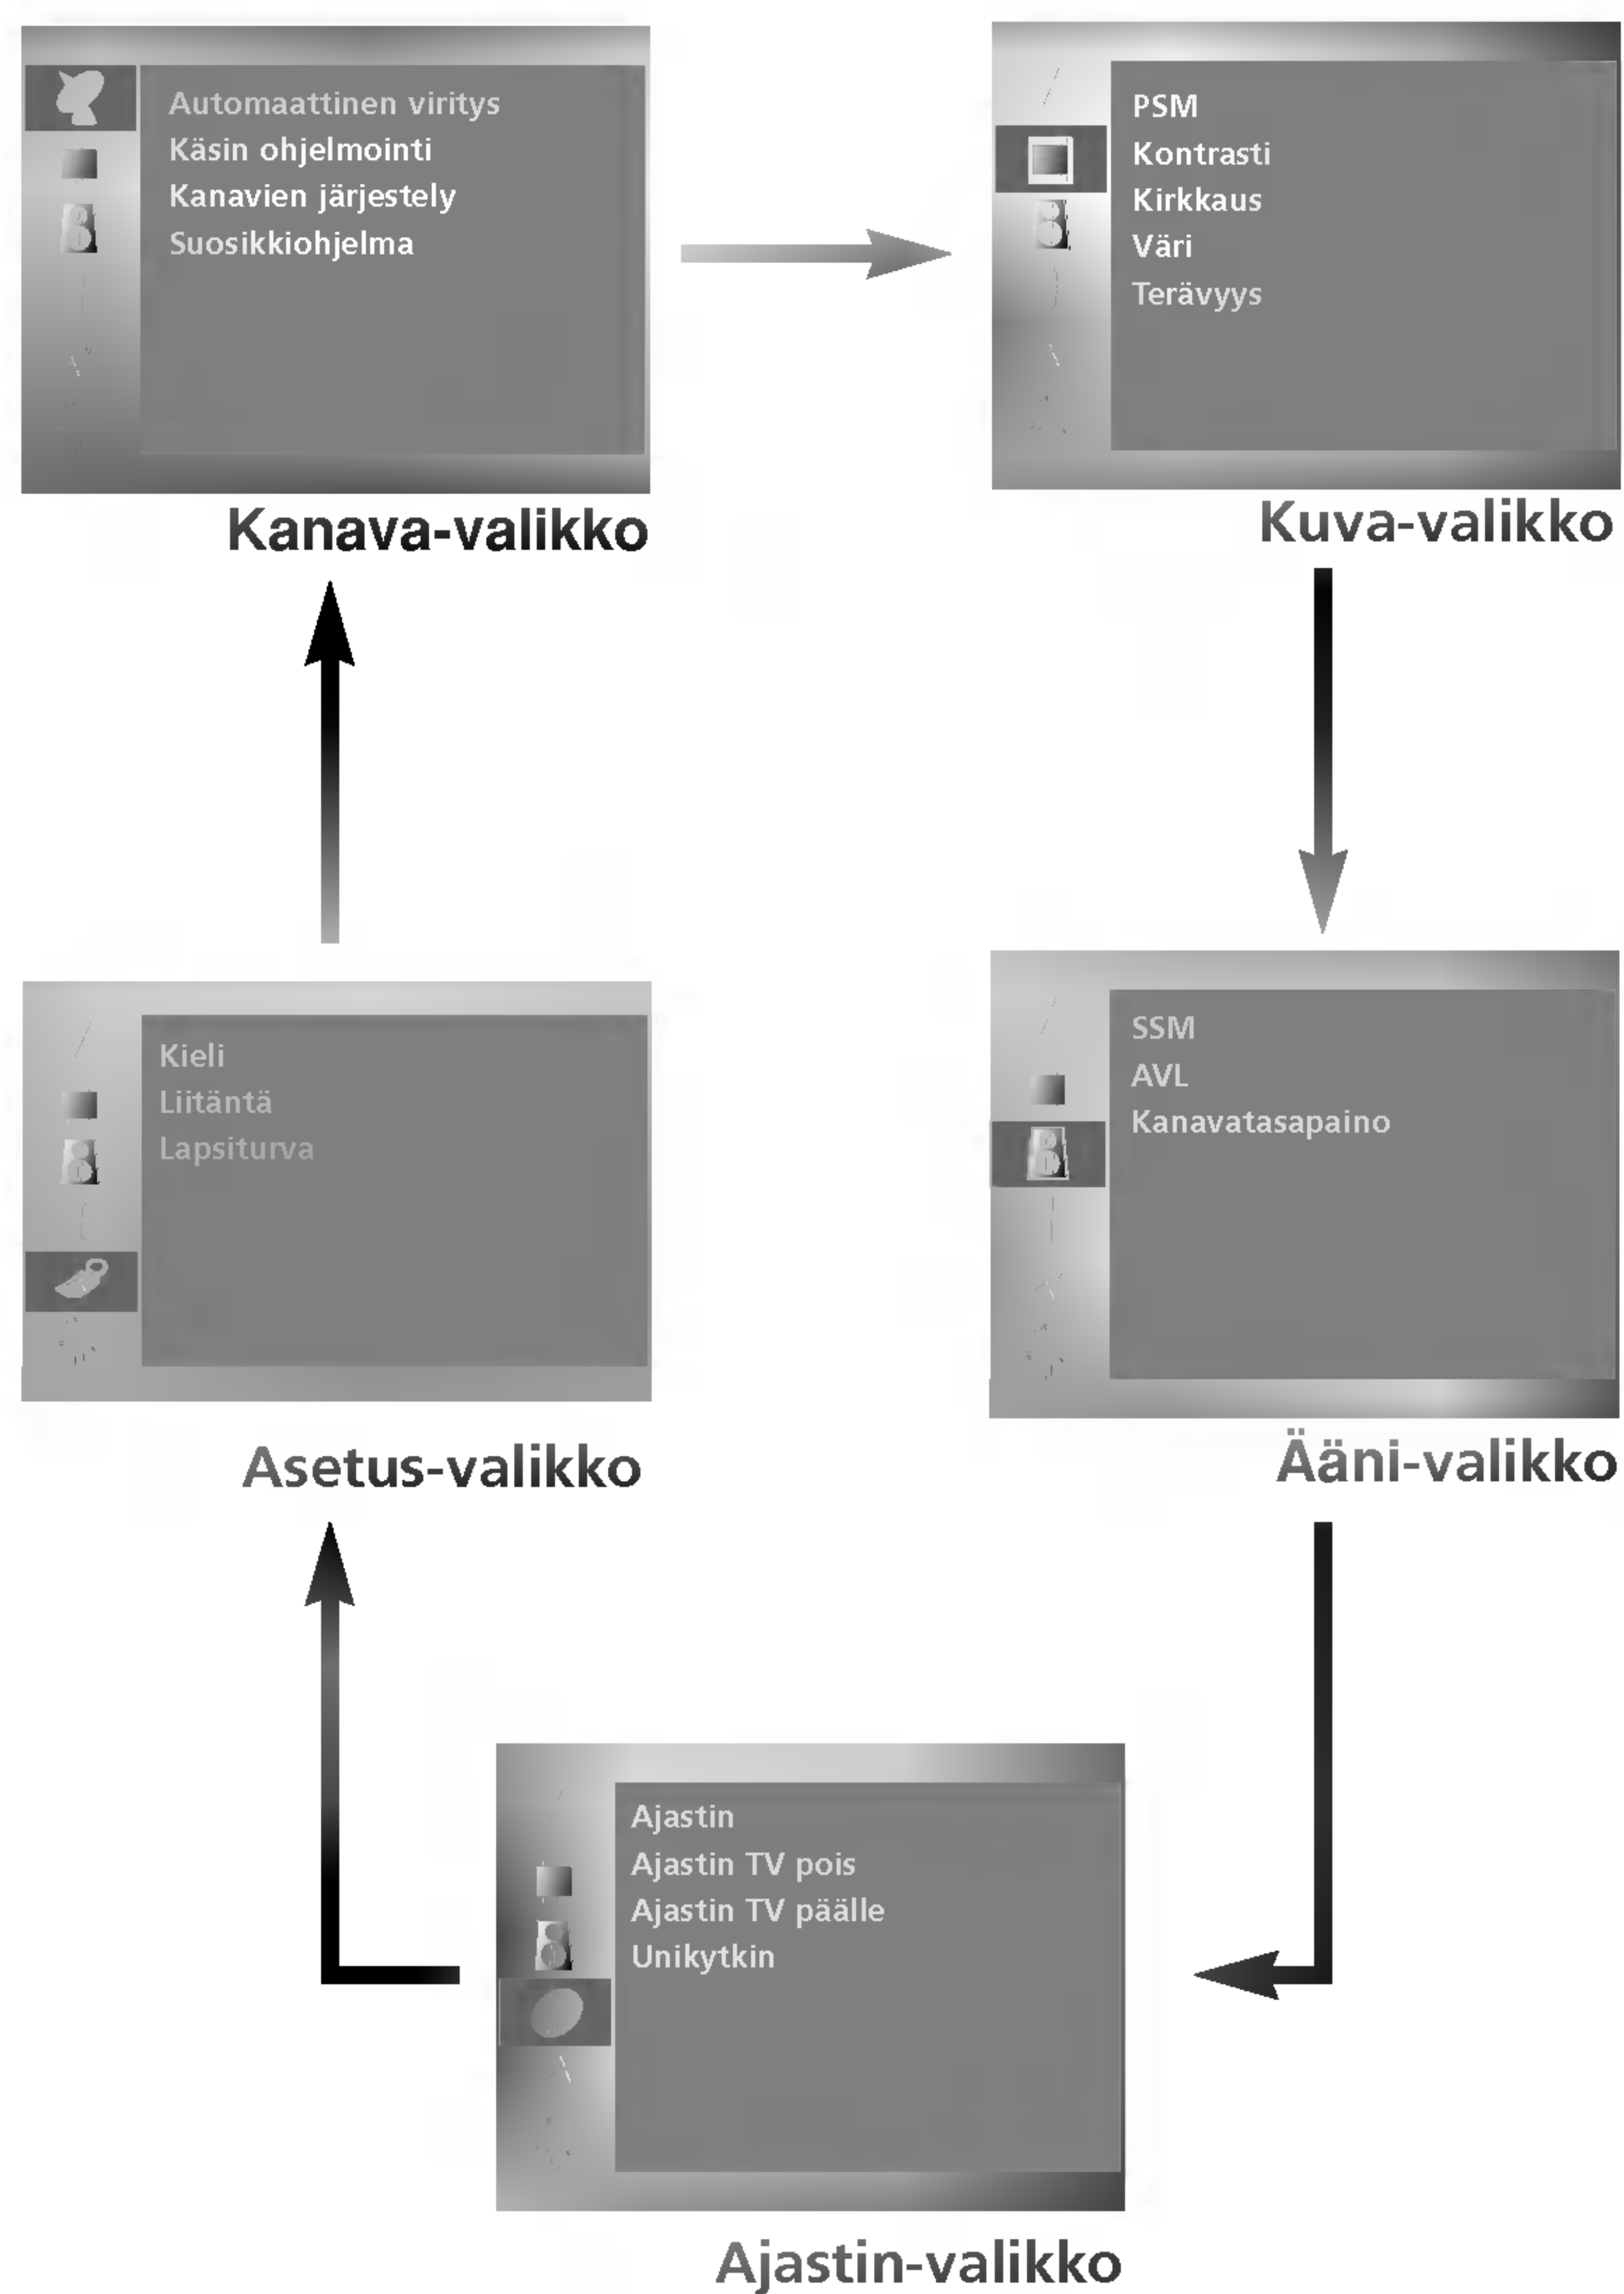 Automaattinen viritys
Käsin ohjelmointi
Kanavien järjestely
Suosikkiohjelma
Kanava-valikko
PSM
Kontrasti
Kirkkaus
Väri
Terävyys
Kuva-valikko
Kieli
Liitäntä
Lapsiturva
Asetus-valikko
SSM
AVL
Kanavatasapaino
Ääni-valikko
Ajastin
Ajastin TV pois
Ajastin TV päälle
Unikytkin
Ajastin-valikko